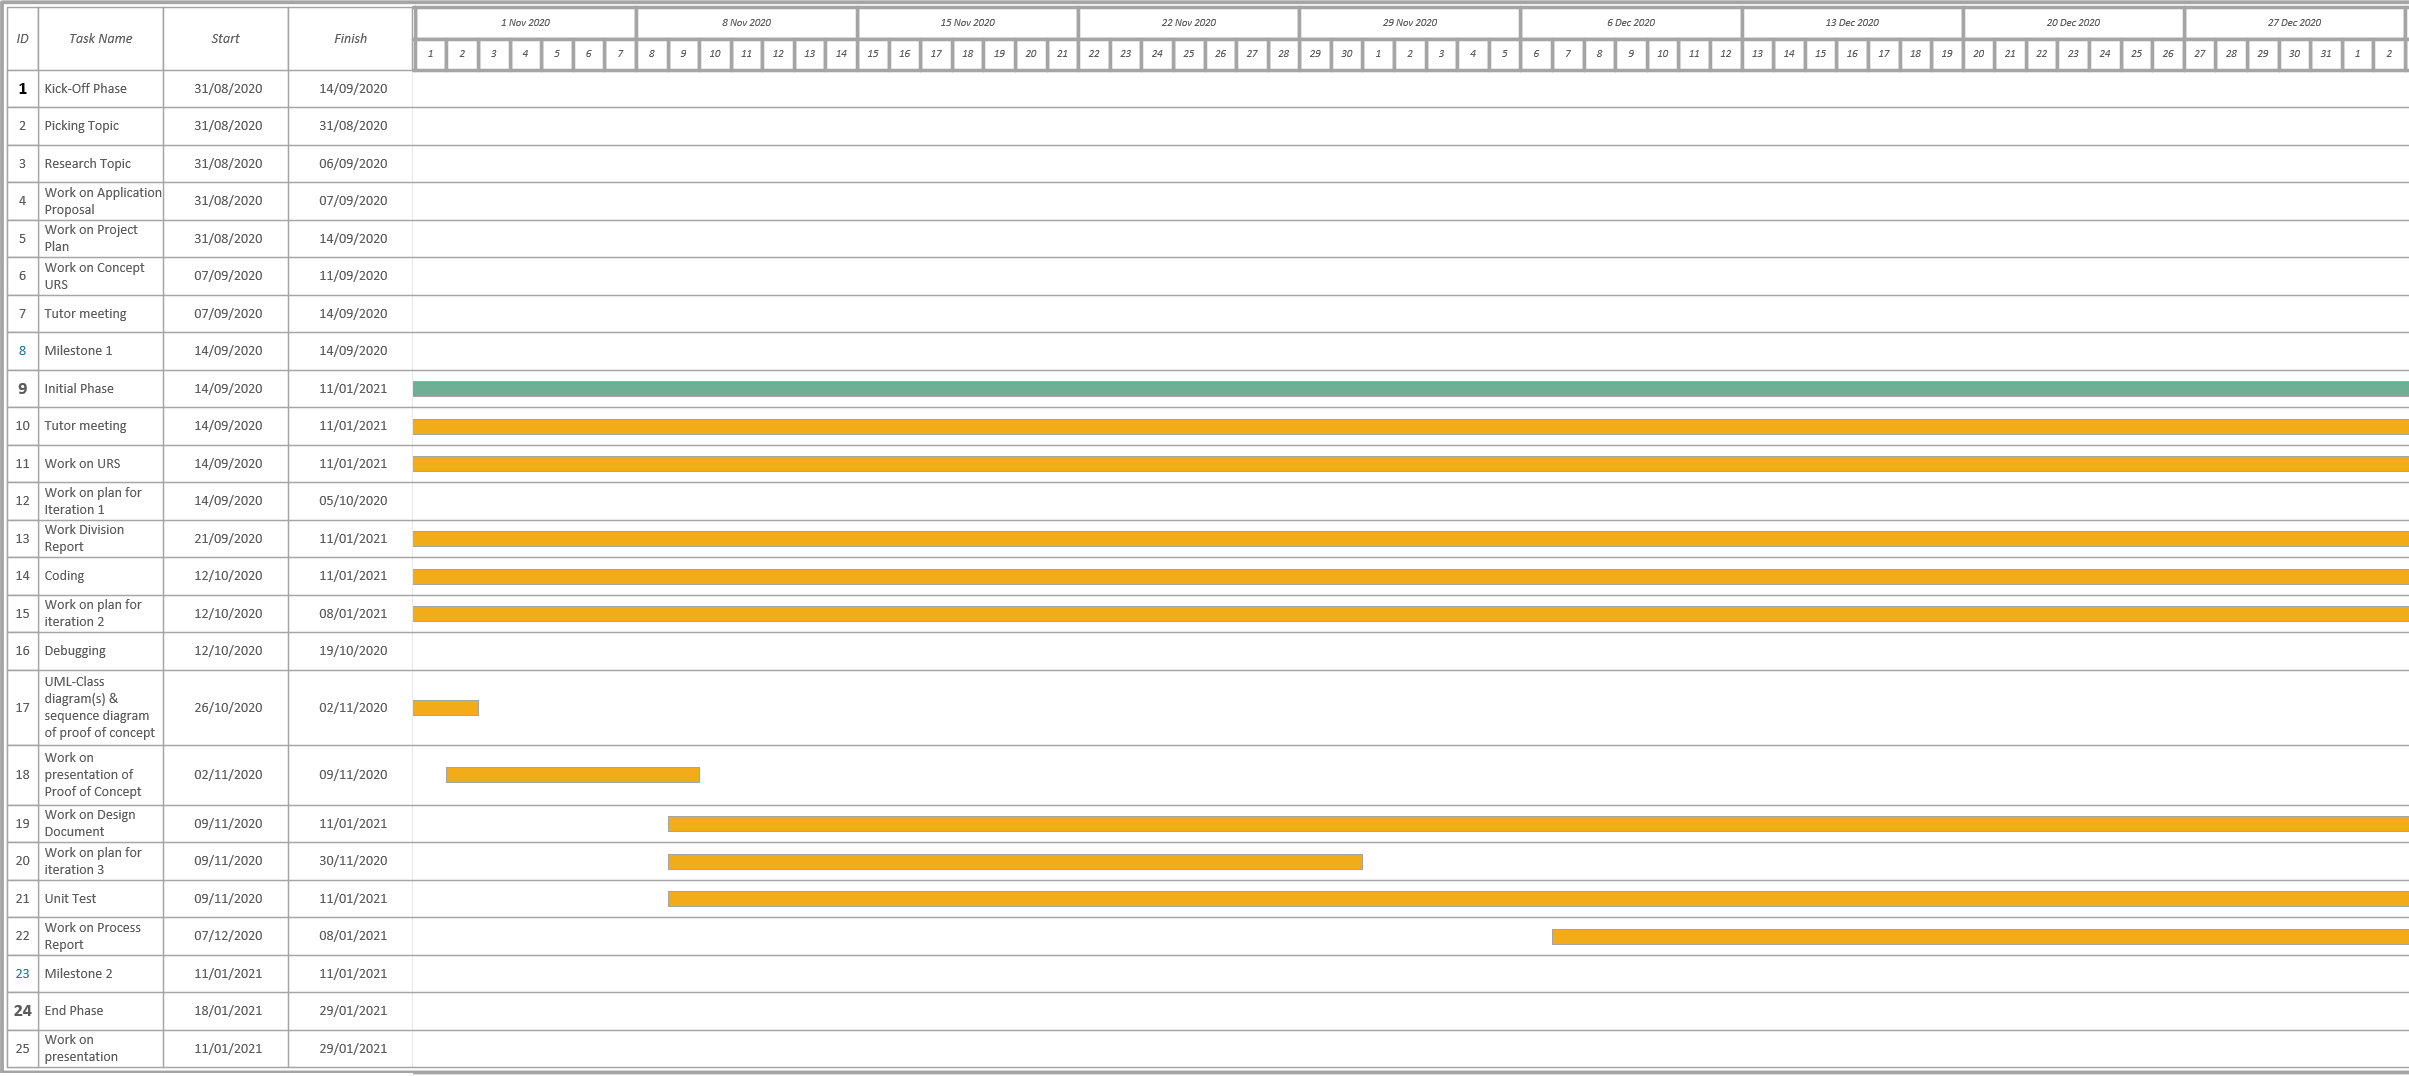 ID Task Name Start Finish 1 Nov 2020 8 Nov 2020 15 Nov 2020 22 Nov 2020 29 Nov 2020 6 Dec 2020 13 Dec 2020 20 Dec 2020 27 Dec 2020
1 2 3 4 5 6 7 8 9 10 11 12 13 14 15 16 17 18 19 20 21 22 23 24 25 26 27 28 29 30 1 2 3 4 5 6 7 8 9 10 11 12 13 14 15 16 17 18 19 20 21 22 23 24 25 26 27 28 29 30 31 1 2
1 Kick-Off Phase 31/08/2020 14/09/2020
2 Picking Topic 31/08/2020 31/08/2020
3 Research Topic 31/08/2020 06/09/2020
4 Work on Application
Proposal 31/08/2020 07/09/2020
5 Work on Project
Plan 31/08/2020 14/09/2020
6 Work on Concept
URS 07/09/2020 11/09/2020
7 Tutor meeting 07/09/2020 14/09/2020
8 Milestone 1 14/09/2020 14/09/2020
9 Initial Phase 14/09/2020 11/01/2021
10 Tutor meeting 14/09/2020 11/01/2021
11 Work on URS 14/09/2020 11/01/2021
12 Work on plan for
Iteration 1 14/09/2020 05/10/2020
13 Work Division
Report 21/09/2020 11/01/2021
14 Coding 12/10/2020 11/01/2021
15 Work on plan for
iteration 2 12/10/2020 08/01/2021
16 Debugging 12/10/2020 19/10/2020
17 UML-Class
diagram(s) &
sequence diagram
of proof of concept 26/10/2020 02/11/2020
18 Work on
presentation of
Proof of Concept 02/11/2020 09/11/2020
19 Work on Design
Document 09/11/2020 11/01/2021
20 Work on plan for
iteration 3 09/11/2020 30/11/2020
21 Unit Test 09/11/2020 11/01/2021
22 Work on Process
Report 07/12/2020 08/01/2021
23 Milestone 2 11/01/2021 11/01/2021
24 End Phase 18/01/2021 29/01/2021
25 Work on
presentation 11/01/2021 29/01/2021